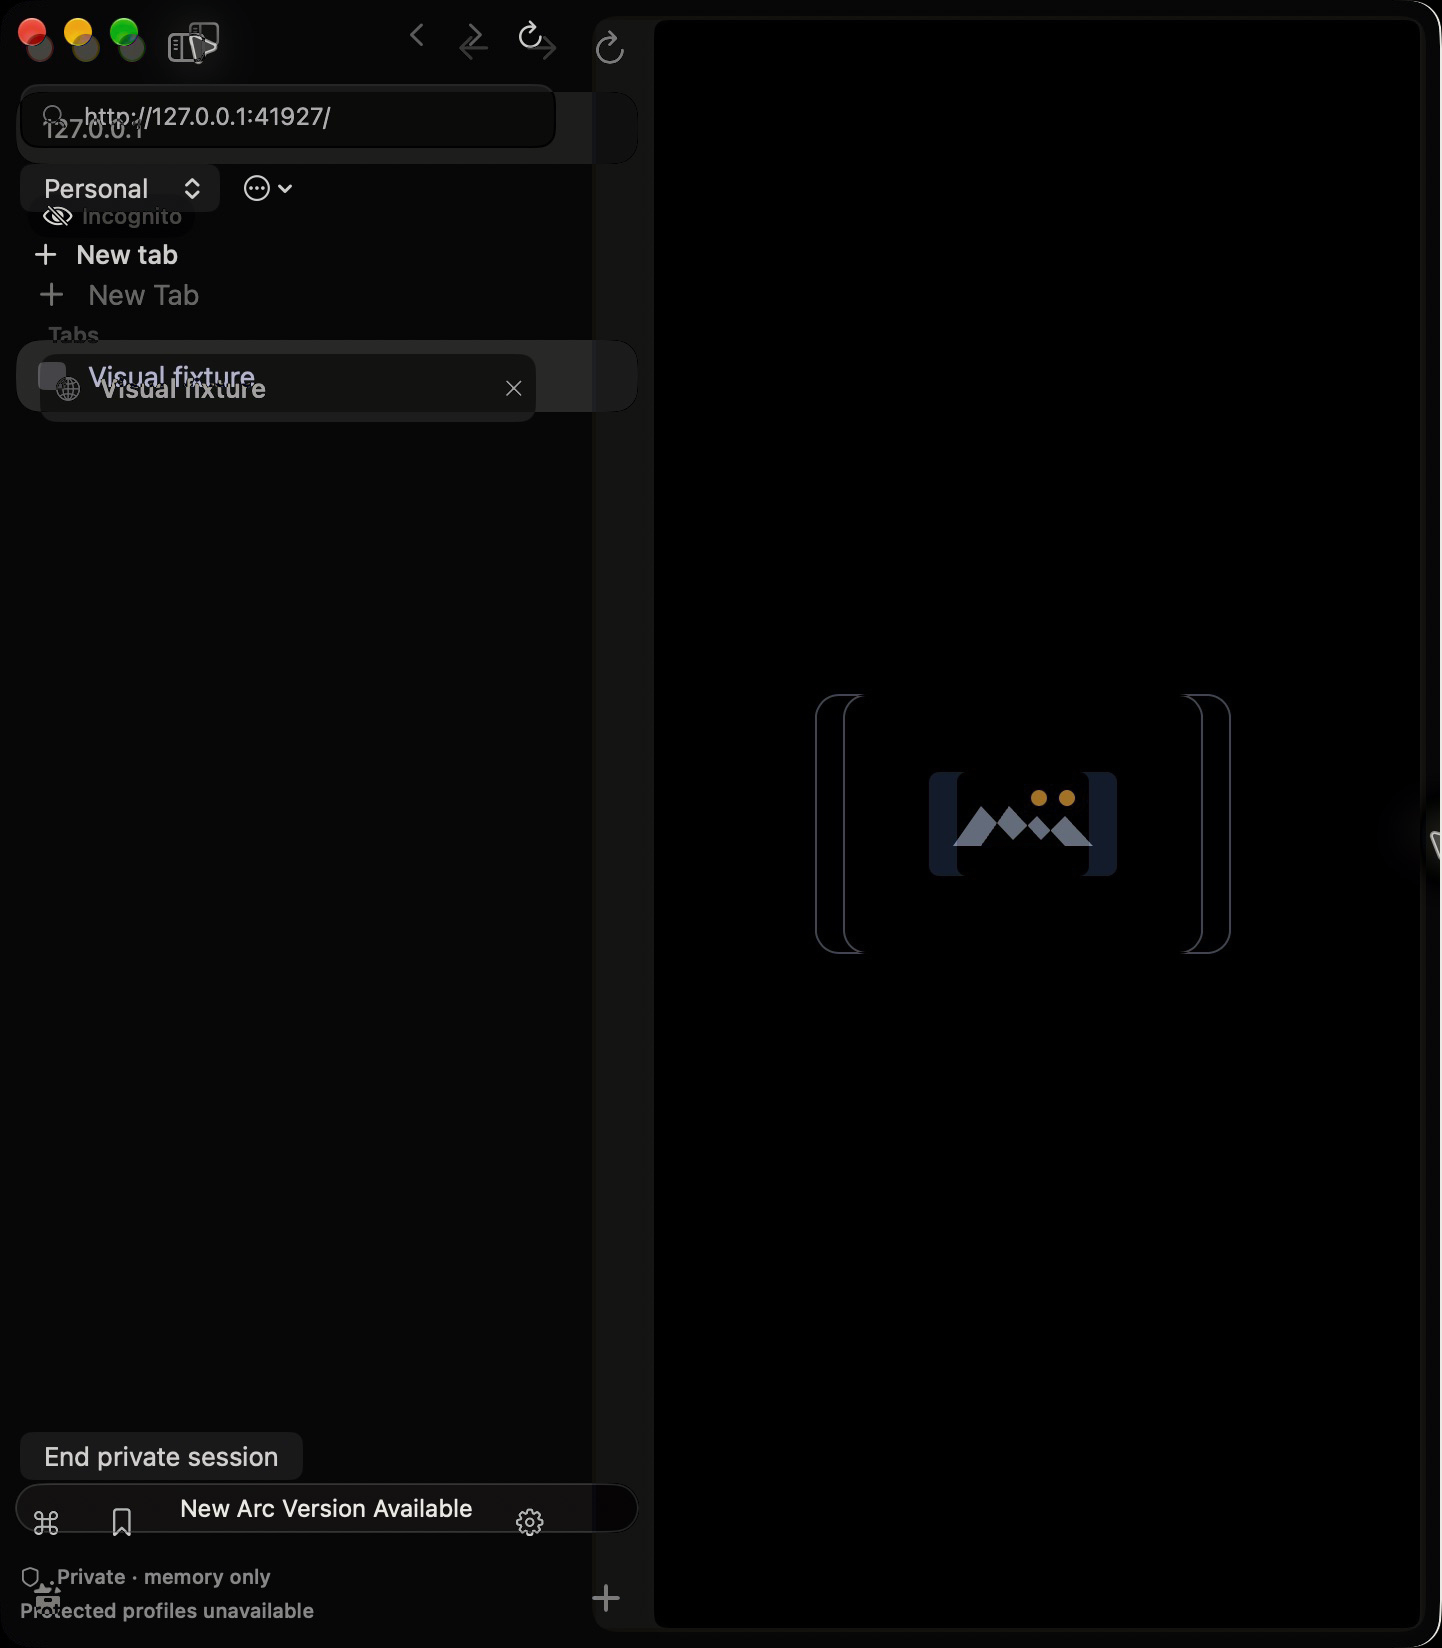 http://127.0.0.1:41927/
127.0.0.1
Personal
Incognito
New tab
New Tab
Tabs
Visual fixture
Visual fixture
End private session
New Arc Version Available
Private · memory only
Protected profiles unavailable